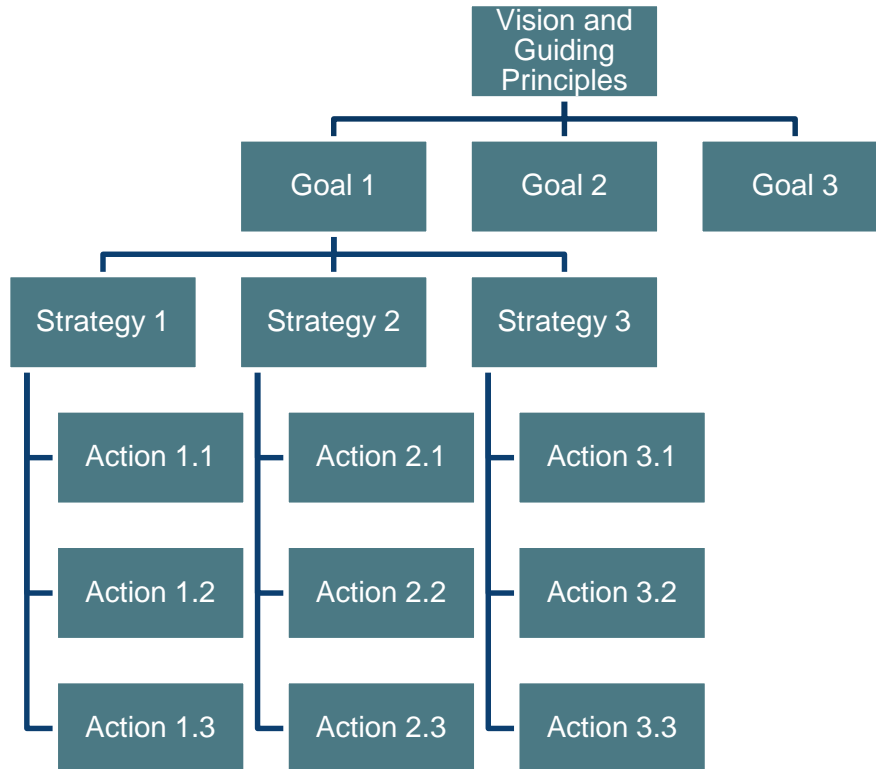 Vision and
Guiding
Principles
Goal 1
Goal 2
Goal 3
Strategy 1
Strategy 2
Strategy 3
Action 1.1
Action 2.1
Action 3.1
Action 1.2
Action 2.2
Action 3.2
Action 1.3
Action 2.3
Action 3.3